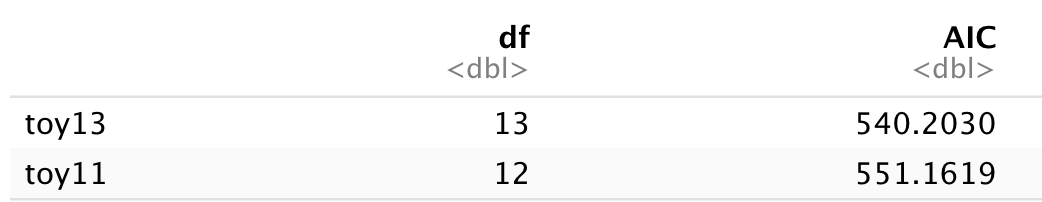 df AIC
<dbl> <dbl>
toy13 13 540.2030
toy11 12 551.1619